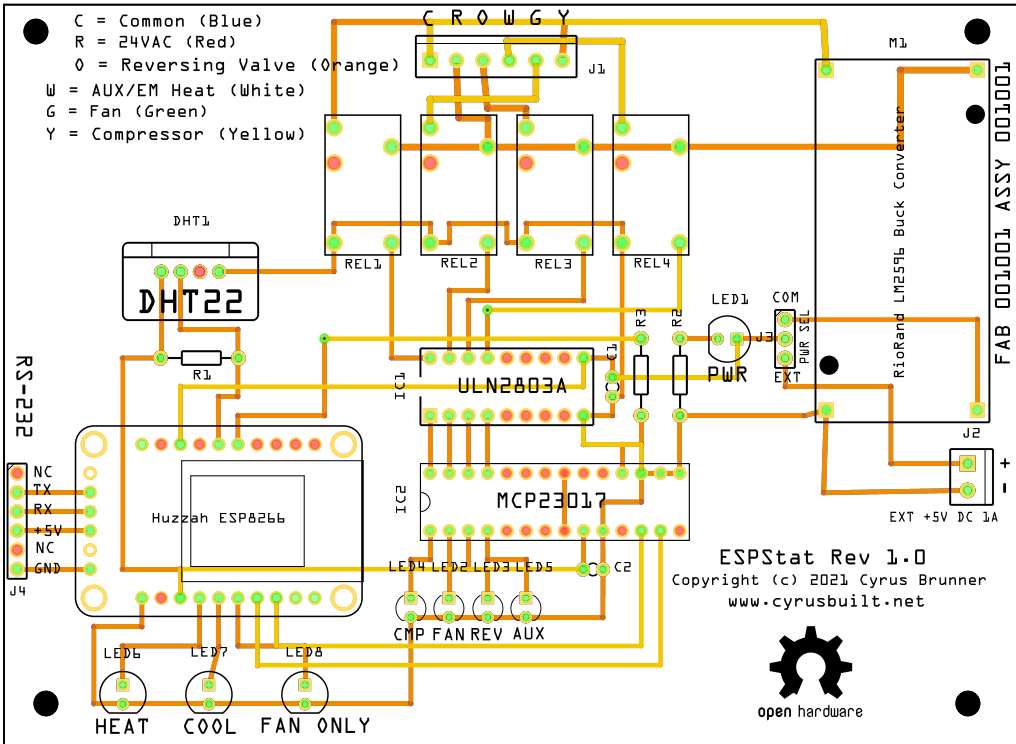 C = Common (Blue)
R = 24VAC (Red)
O = Reversing Valve (Orange)
W = AUX/EM Heat (White)
G = Fan (Green)
Y = Compressor (Yellow)
C R O W G Y
J1
M1
RioRand LM2596 Buck Converter
FAB 001001 ASSY 001001
DHT1
DHT22
R1
REL1
REL2
REL3
REL4
LED1
PWR
COM
J3
PWR SEL
EXT
R3
R2
C1
IC1
ULN2803A
IC2
MCP23017
J2
+
-
EXT +5V DC 1A
RS-232
NC
TX
RX
+5V
NC
GND
J4
Huzzah ESP8266
LED4
LED2
LED3
LED5
C2
CMP
FAN
REV
AUX
ESPStat Rev 1.0
Copyright (c) 2021 Cyrus Brunner
www.cyrusbuilt.net
LED6
LED7
LED8
HEAT
COOL
FAN ONLY
open hardware